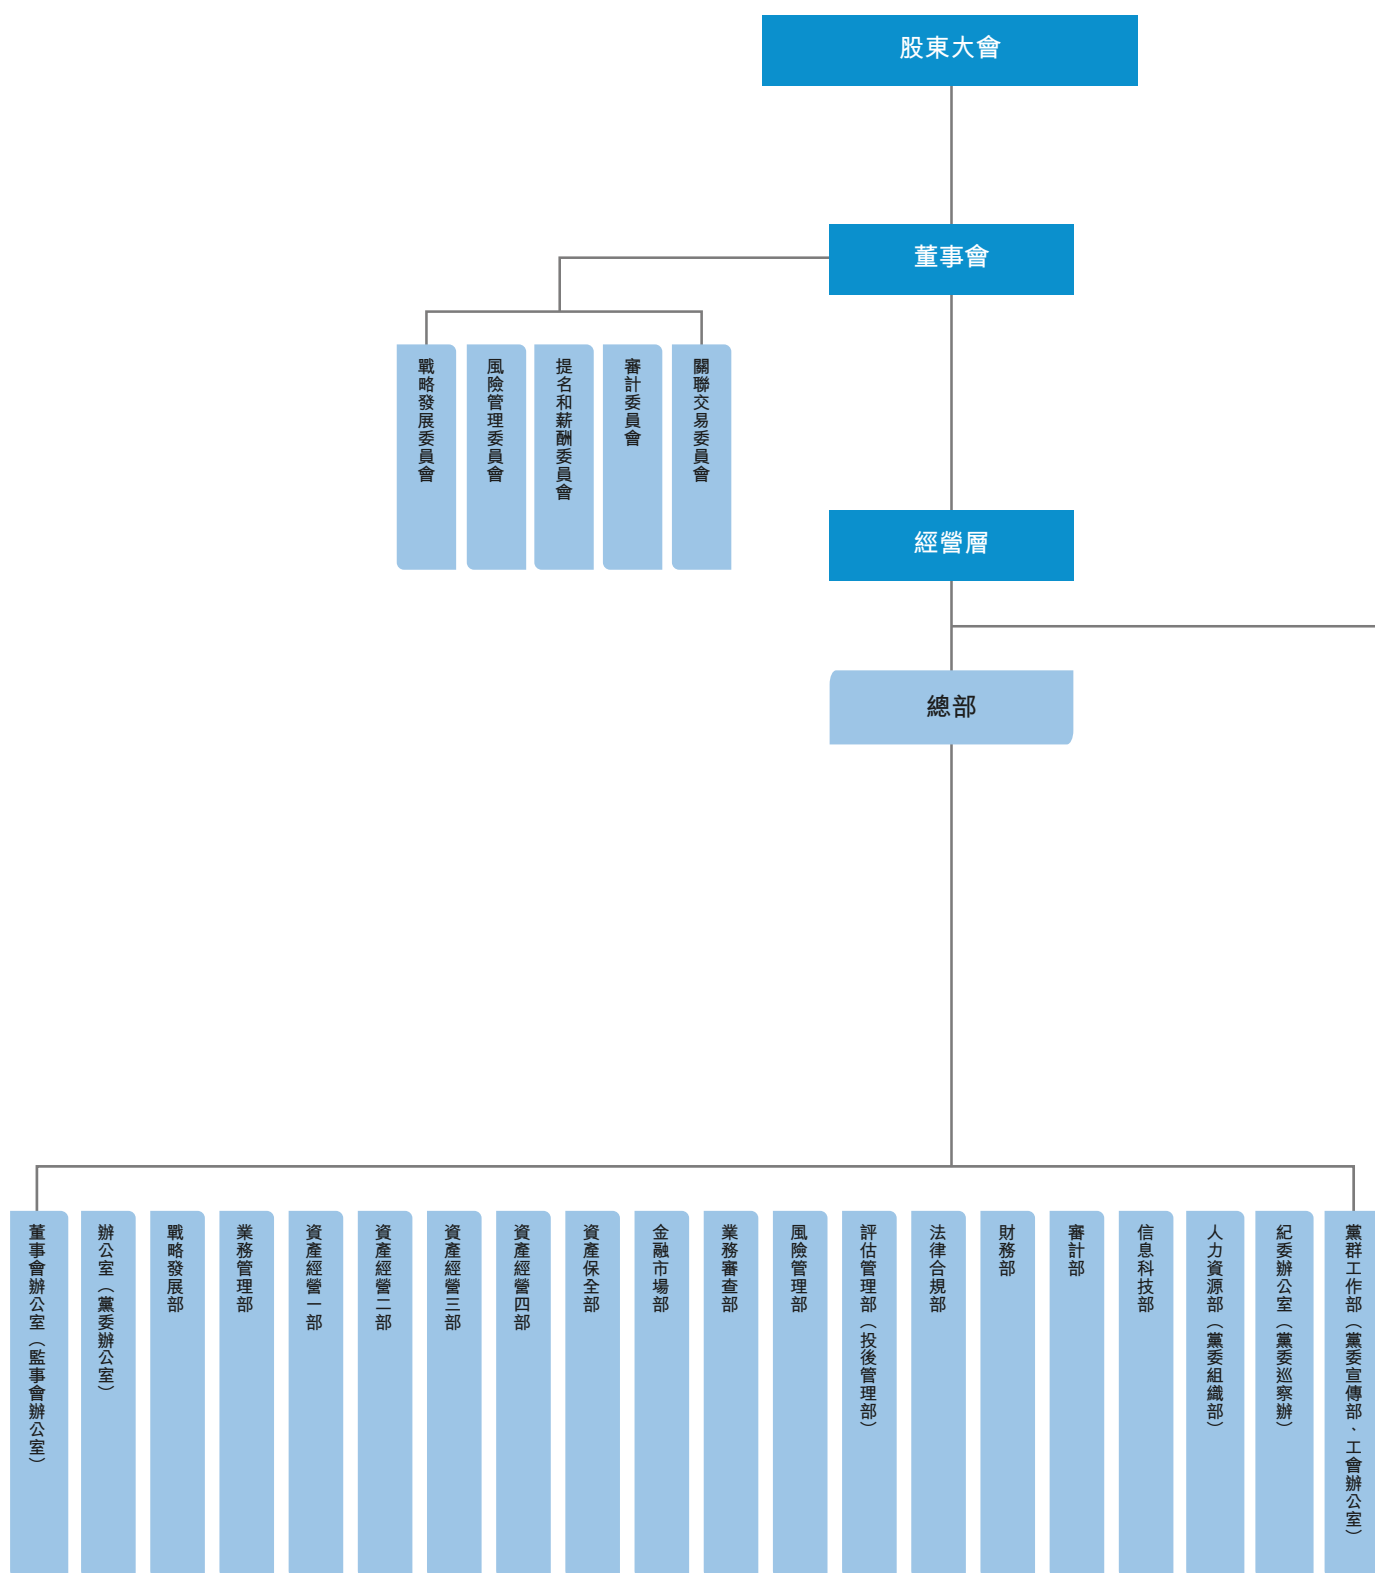 股東大會
董事會
戰略發展委員會
風險管理委員會
提名和薪酬委員會
審計委員會
關聯交易委員會
經營層
總部
董事會辦公室（監事會辦公室）
辦公室（黨委辦公室）
戰略發展部
業務管理部
資產經營一部
資產經營二部
資產經營三部
資產經營四部
資產保全部
金融市場部
業務審查部
風險管理部
評估管理部（投後管理部）
法律合規部
財務部
審計部
信息科技部
人力資源部（黨委組織部）
紀委辦公室（黨委巡察辦）
黨群工作部（黨委宣傳部、工會辦公室）